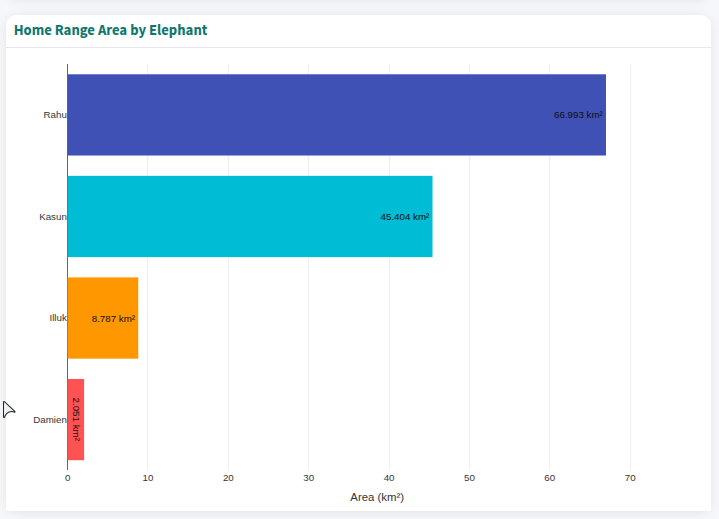 Home Range Area by Elephant
Rahu
66.993 km²
Kasun
45.404 km²
Illuk
8.787 km²
Damien
2.051 km²
0 10 20 30 40 50 60 70
Area (km²)